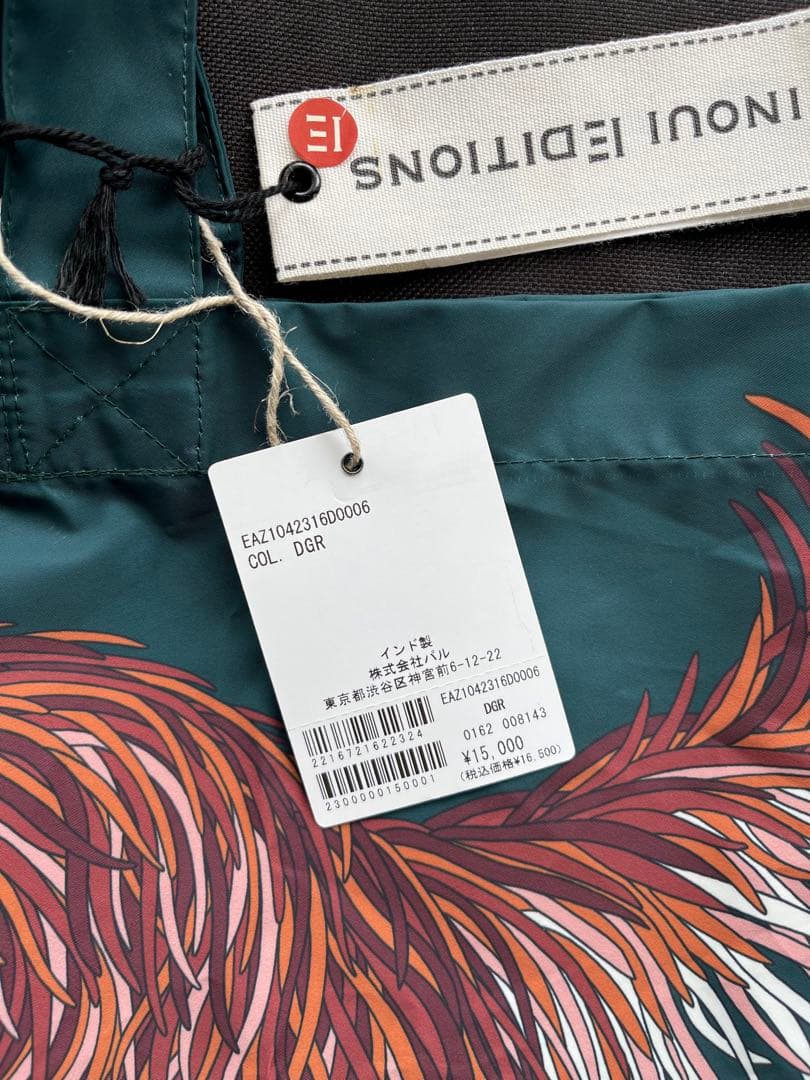 INOUI EDITIONS
EAZ1042316D0006
COL. DGR
インド製
株式会社パル
東京都渋谷区神宮前6-12-22
EAZ1042316D0006
DGR
2216721622324
0162 008143
¥15,000
2300000150001
(税込価格¥16,500)